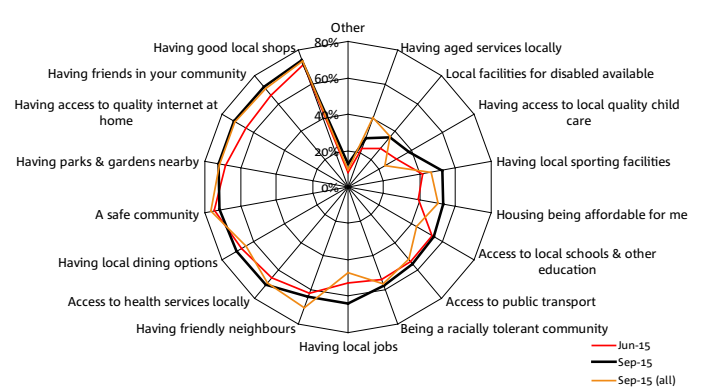 Other
80%
60%
40%
20%
0%
Having aged services locally
Local facilities for disabled available
Having access to local quality child
care
Having local sporting facilities
Housing being affordable for me
Access to local schools & other
education
Access to public transport
Being a racially tolerant community
Having local jobs
Having friendly neighbours
Access to health services locally
Having local dining options
A safe community
Having parks & gardens nearby
Having access to quality internet at
home
Having friends in your community
Having good local shops
Jun-15
Sep-15
Sep-15 (all)